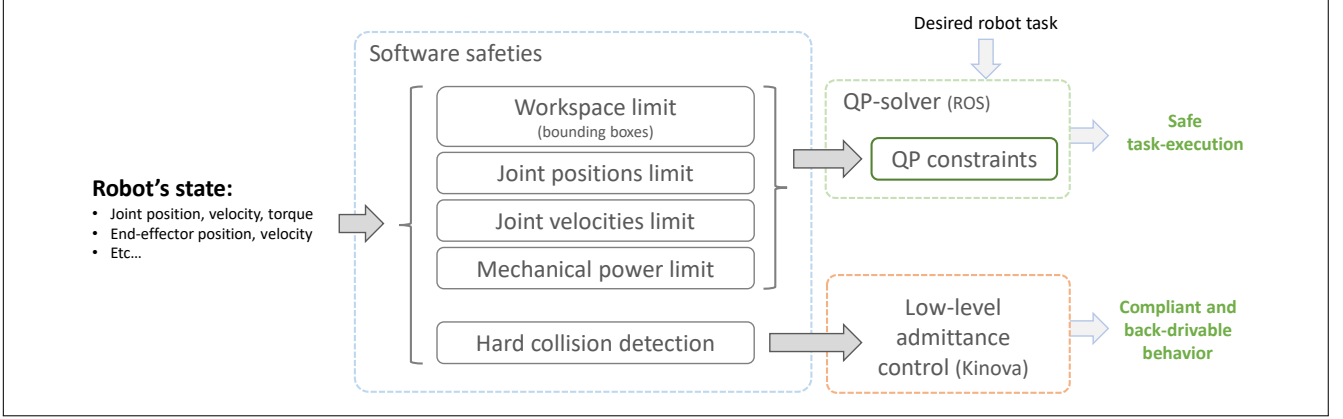 Desired robot task
Software safeties
Workspace limit
(bounding boxes)
Joint positions limit
Joint velocities limit
Mechanical power limit
Hard collision detection
Robot's state:
• Joint position, velocity, torque
• End-effector position, velocity
• Etc...
QP-solver (ROS)
QP constraints
Safe
task-execution
Low-level
admittance
control (Kinova)
Compliant and
back-drivable
behavior